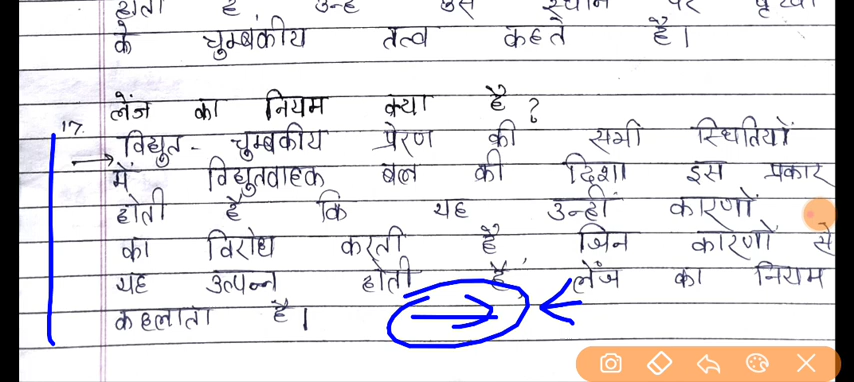 के चुम्बकीय तत्व कहते है।
लेंज का नियम क्या है?
17.
विद्युत-चुम्बकीय प्रेरण की सभी स्थितियों
में विद्युतवाहक बल की दिशा इस प्रकार
होती है कि यह उन्हीं कारणों
का विरोध करती है, जिन कारणों से
यह उत्पन्न होती है, लेंज का नियम
कहलाता है।